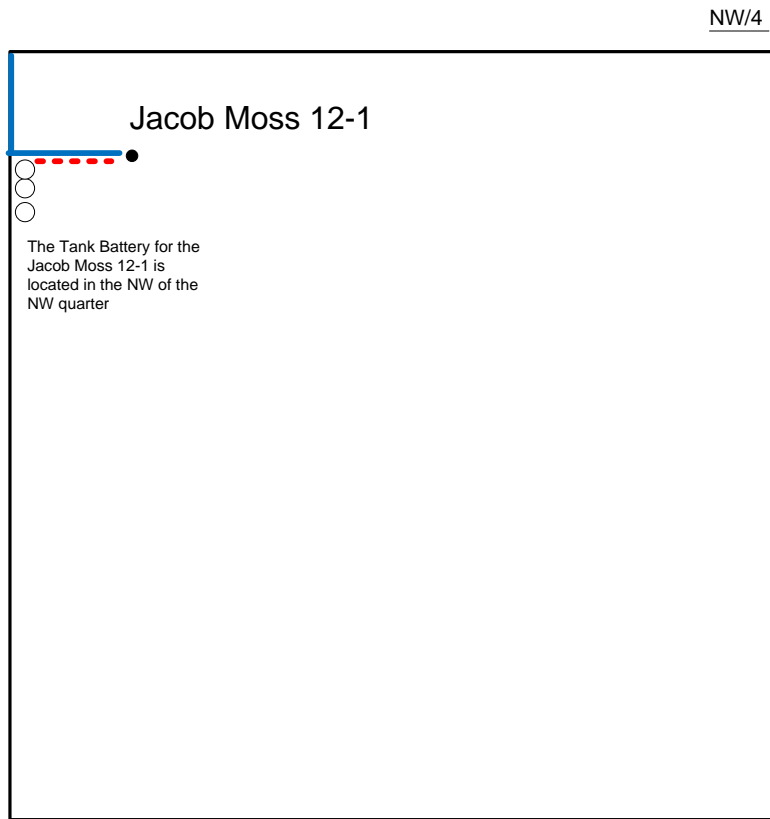 NW/4
Jacob Moss 12-1
The Tank Battery for the
Jacob Moss 12-1 is
located in the NW of the
NW quarter